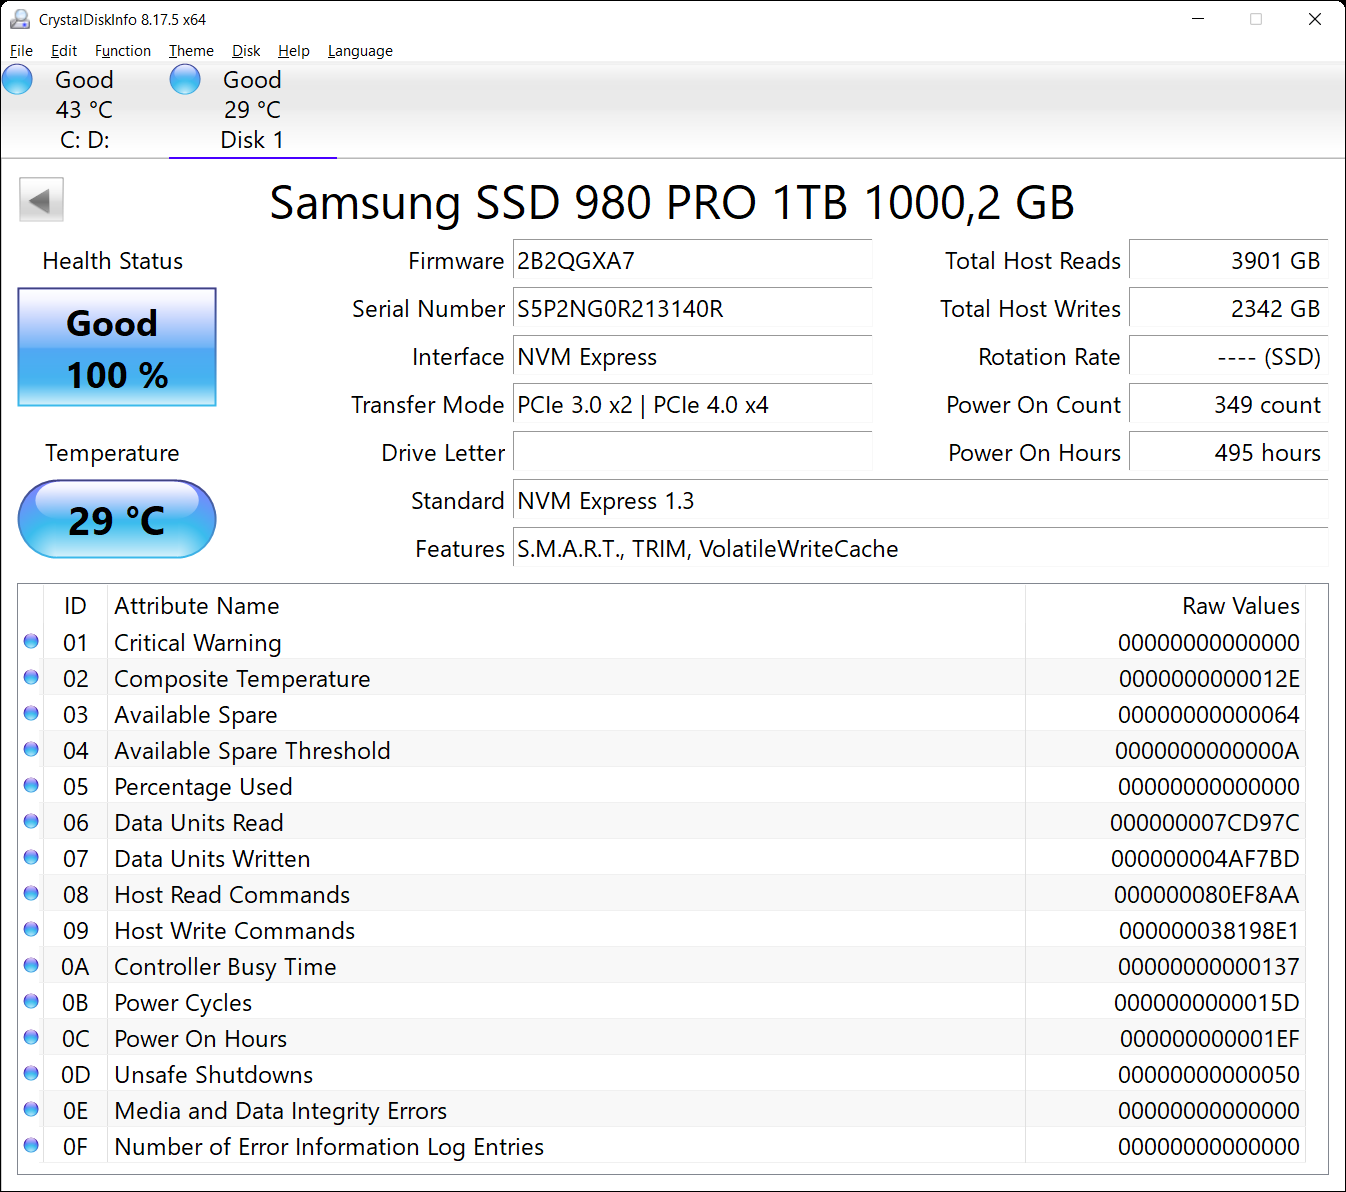 CrystalDiskInfo 8.17.5 x64
File Edit Function Theme Disk Help Language
Good Good
43 °C 29 °C
C: D: Disk 1
Samsung SSD 980 PRO 1TB 1000,2 GB
Health Status
Good
100 %
Temperature
29 °C
Firmware 2B2QGXA7
Serial Number S5P2NG0R213140R
Interface NVM Express
Transfer Mode PCIe 3.0 x2 | PCIe 4.0 x4
Drive Letter
Standard NVM Express 1.3
Features S.M.A.R.T., TRIM, VolatileWriteCache
Total Host Reads 3901 GB
Total Host Writes 2342 GB
Rotation Rate ---- (SSD)
Power On Count 349 count
Power On Hours 495 hours
ID Attribute Name Raw Values
01 Critical Warning 00000000000000
02 Composite Temperature 0000000000012E
03 Available Spare 00000000000064
04 Available Spare Threshold 0000000000000A
05 Percentage Used 00000000000000
06 Data Units Read 000000007CD97C
07 Data Units Written 000000004AF7BD
08 Host Read Commands 000000080EF8AA
09 Host Write Commands 000000038198E1
0A Controller Busy Time 00000000000137
0B Power Cycles 0000000000015D
0C Power On Hours 000000000001EF
0D Unsafe Shutdowns 00000000000050
0E Media and Data Integrity Errors 00000000000000
0F Number of Error Information Log Entries 00000000000000